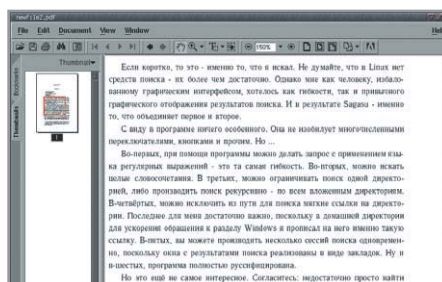 newfile2.pdf
File Edit Document View Window Hel
150%
Thumbnail
Bookmarks
Thumbnails
1
Если коротко, то это - именно то, что я искал. Не думайте, что в Linux нет
средств поиска - их более чем достаточно. Однако мне как человеку, избало-
ванному графическим интерфейсом, хотелось как гибкости, так и привычного
графического отображения результатов поиска. И в результате Sagasu - именно
то, что объединяет первое и второе.
С виду в программе ничего особенного. Она не изобилует многочисленными
переключателями, кнопками и прочим. Но ...
Во-первых, при помощи программы можно делать запрос с применением язы-
ка регулярных выражений - это та самая гибкость. Во-вторых, можно искать
целые словосочетания. В третьих, можно ограничивать поиск одной директо-
рией, либо производить поиск рекурсивно - по всем вложенным директориям.
В-четвёртых, можно исключить из пути для поиска мягкие ссылки на директо-
рии. Последнее для меня достаточно важно, поскольку в домашней директории
для ускорения обращения к разделу Windows я прописал на него именно такую
ссылку. В-пятых, вы можете производить несколько сессий поиска одновремен-
но, поскольку окна с результатами поиска реализованы в виде закладок. Ну и
в-шестых, программа полностью руссифицирована.
Но это ещё не самое интересное. Согласитесь: недостаточно просто найти